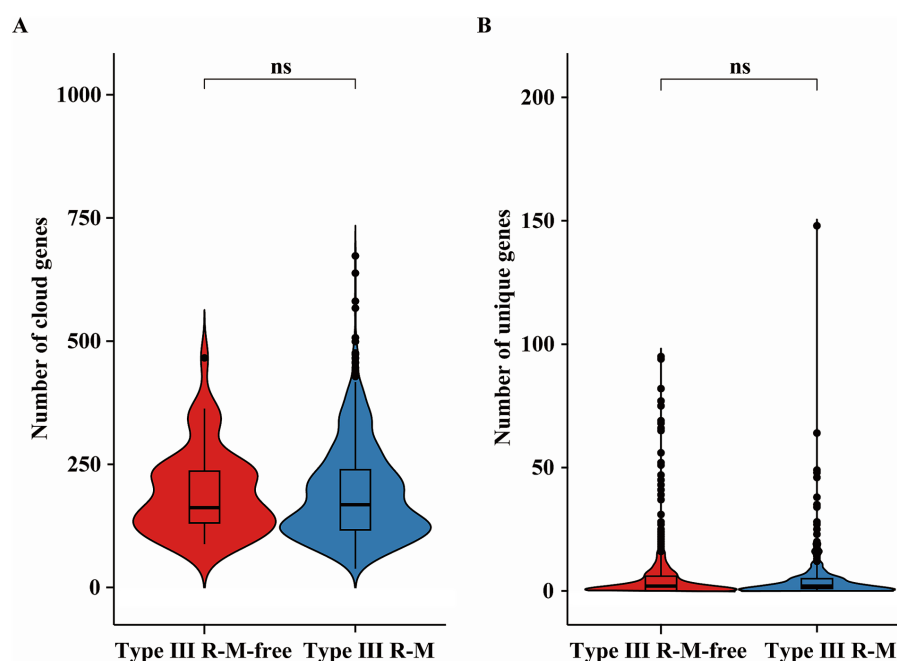 A
Number of cloud genes
1000
750
500
250
0
ns
Type III R-M-free
Type III R-M
B
Number of unique genes
200
150
100
50
0
ns
Type III R-M-free
Type III R-M